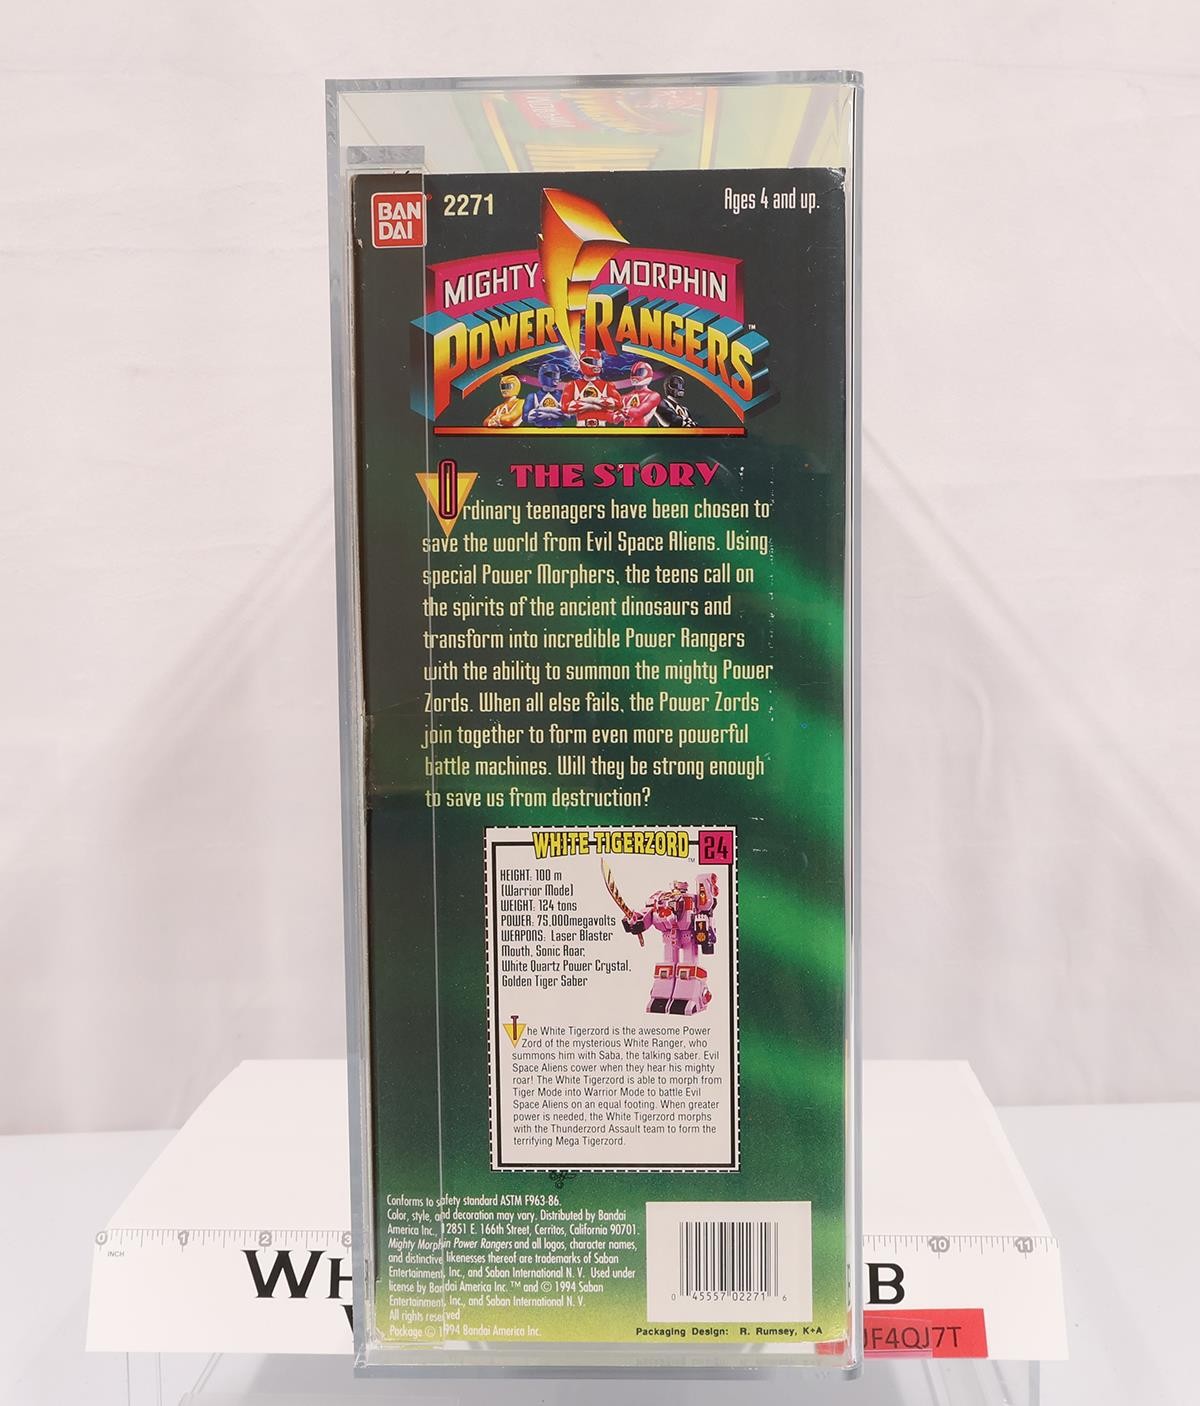 BAN
DAI
2271
Ages 4 and up.
MIGHTY MORPHIN
POWER RANGERS™
THE STORY
Ordinary teenagers have been chosen to
save the world from Evil Space Aliens. Using
special Power Morphers, the teens call on
the spirits of the ancient dinosaurs and
transform into incredible Power Rangers
with the ability to summon the mighty Power
Zords. When all else fails, the Power Zords
join together to form even more powerful
battle machines. Will they be strong enough
to save us from destruction?
WHITE TIGERZORD™ 24
HEIGHT: 100 m
(Warrior Mode)
WEIGHT: 124 tons
POWER: 75,000megavolts
WEAPONS: Laser Blaster
Mouth, Sonic Roar,
White Quartz Power Crystal,
Golden Tiger Saber
The White Tigerzord is the awesome Power
Zord of the mysterious White Ranger, who
summons him with Saba, the talking saber. Evil
Space Aliens cower when they hear his mighty
roar! The White Tigerzord is able to morph from
Tiger Mode into Warrior Mode to battle Evil
Space Aliens on an equal footing. When greater
power is needed, the White Tigerzord morphs
with the Thunderzord Assault team to form the
terrifying Mega Tigerzord.
Conforms to safety standard ASTM F963-86.
Color, style, and decoration may vary. Distributed by Bandai
America Inc., 12851 E. 166th Street, Cerritos, California 90701.
Mighty Morphin Power Rangers and all logos, character names,
and distinctive likenesses thereof are trademarks of Saban
Entertainment, Inc., and Saban International N. V. Used under
license by Bandai America Inc. ™ and © 1994 Saban
Entertainment, Inc., and Saban International N. V.
All rights reserved
Package © 1994 Bandai America Inc.
0 45557 02271 6
Packaging Design: R. Rumsey, K+A
0 1 2 3 10 11
INCH
WH B
JF4QJ7T